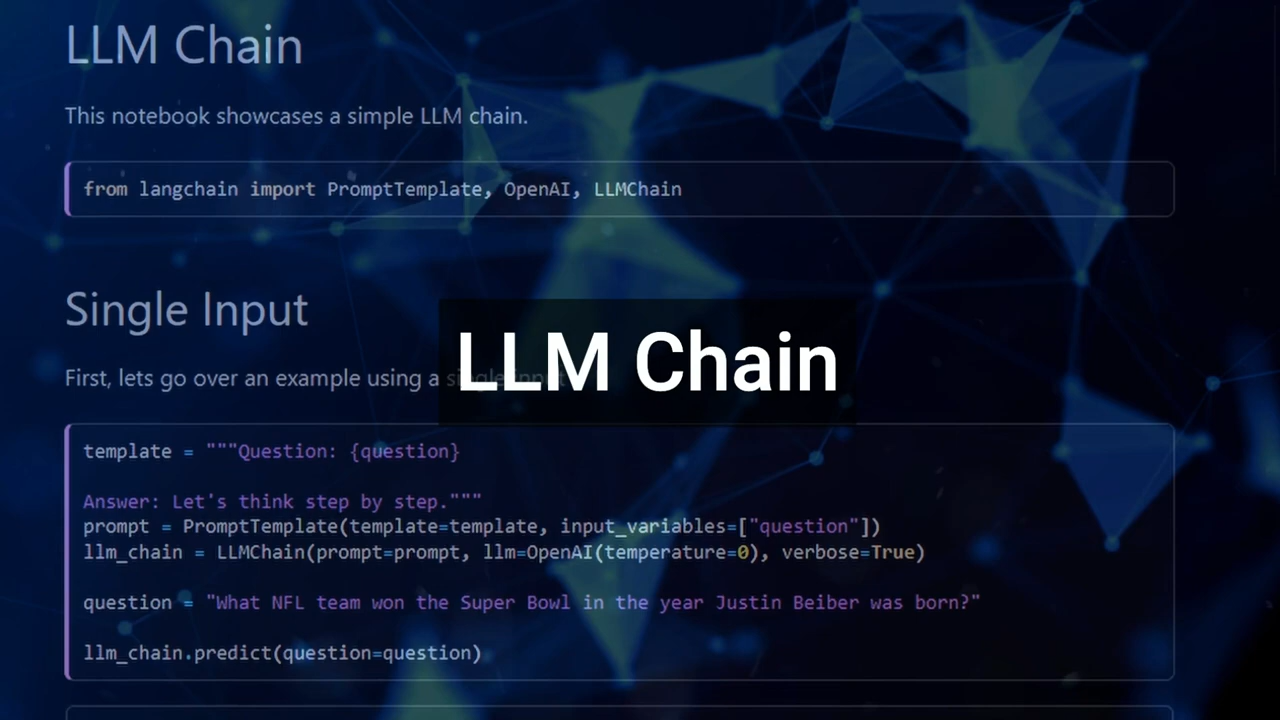 LLM Chain
This notebook showcases a simple LLM chain.
from langchain import PromptTemplate, OpenAI, LLMChain
Single Input
LLM Chain
First, lets go over an example using a single input
template = """Question: {question}
Answer: Let's think step by step."""
prompt = PromptTemplate(template=template, input_variables=["question"])
llm_chain = LLMChain(prompt=prompt, llm=OpenAI(temperature=0), verbose=True)
question = "What NFL team won the Super Bowl in the year Justin Beiber was born?"
llm_chain.predict(question=question)